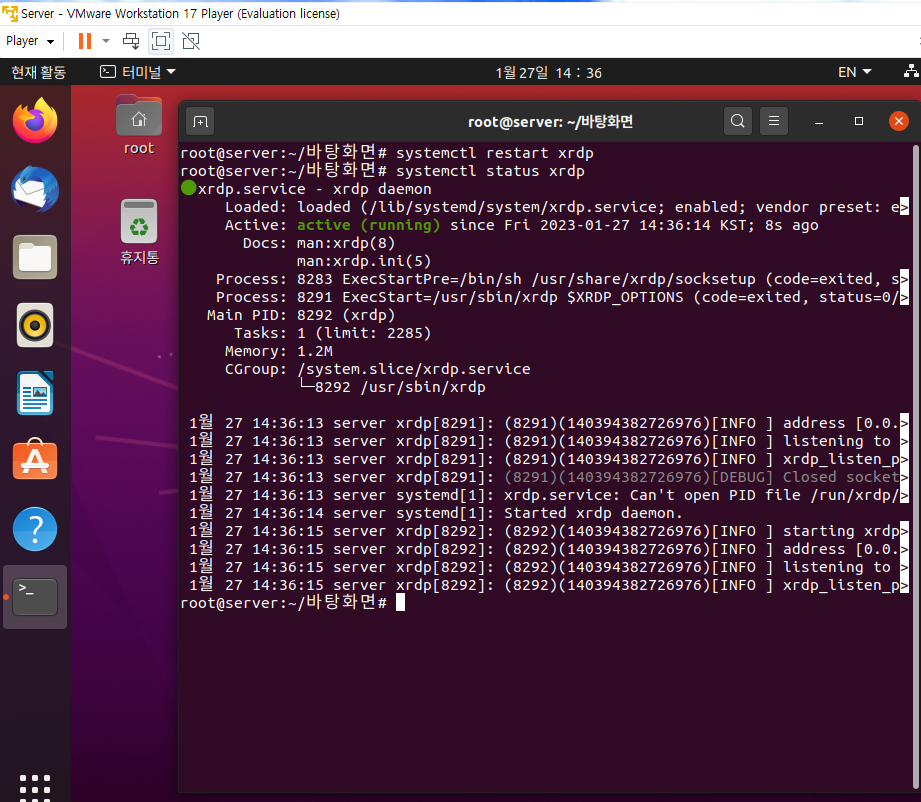 Server - VMware Workstation 17 Player (Evaluation license)
Player
현재 활동
터미널
1월 27일 14 : 36
EN
root@server: ~/바탕화면
root
휴지통
root@server:~/바탕화면# systemctl restart xrdp
root@server:~/바탕화면# systemctl status xrdp
xrdp.service - xrdp daemon
Loaded: loaded (/lib/systemd/system/xrdp.service; enabled; vendor preset: e>
Active: active (running) since Fri 2023-01-27 14:36:14 KST; 8s ago
Docs: man:xrdp(8)
man:xrdp.ini(5)
Process: 8283 ExecStartPre=/bin/sh /usr/share/xrdp/socksetup (code=exited, s>
Process: 8291 ExecStart=/usr/sbin/xrdp $XRDP_OPTIONS (code=exited, status=0/>
Main PID: 8292 (xrdp)
Tasks: 1 (limit: 2285)
Memory: 1.2M
CGroup: /system.slice/xrdp.service
└─8292 /usr/sbin/xrdp
1월 27 14:36:13 server xrdp[8291]: (8291)(140394382726976)[INFO ] address [0.0.>
1월 27 14:36:13 server xrdp[8291]: (8291)(140394382726976)[INFO ] listening to >
1월 27 14:36:13 server xrdp[8291]: (8291)(140394382726976)[INFO ] xrdp_listen_p>
1월 27 14:36:13 server xrdp[8291]: (8291)(140394382726976)[DEBUG] Closed socket>
1월 27 14:36:13 server systemd[1]: xrdp.service: Can't open PID file /run/xrdp/>
1월 27 14:36:14 server systemd[1]: Started xrdp daemon.
1월 27 14:36:15 server xrdp[8292]: (8292)(140394382726976)[INFO ] starting xrdp>
1월 27 14:36:15 server xrdp[8292]: (8292)(140394382726976)[INFO ] address [0.0.>
1월 27 14:36:15 server xrdp[8292]: (8292)(140394382726976)[INFO ] listening to >
1월 27 14:36:15 server xrdp[8292]: (8292)(140394382726976)[INFO ] xrdp_listen_p>
root@server:~/바탕화면#